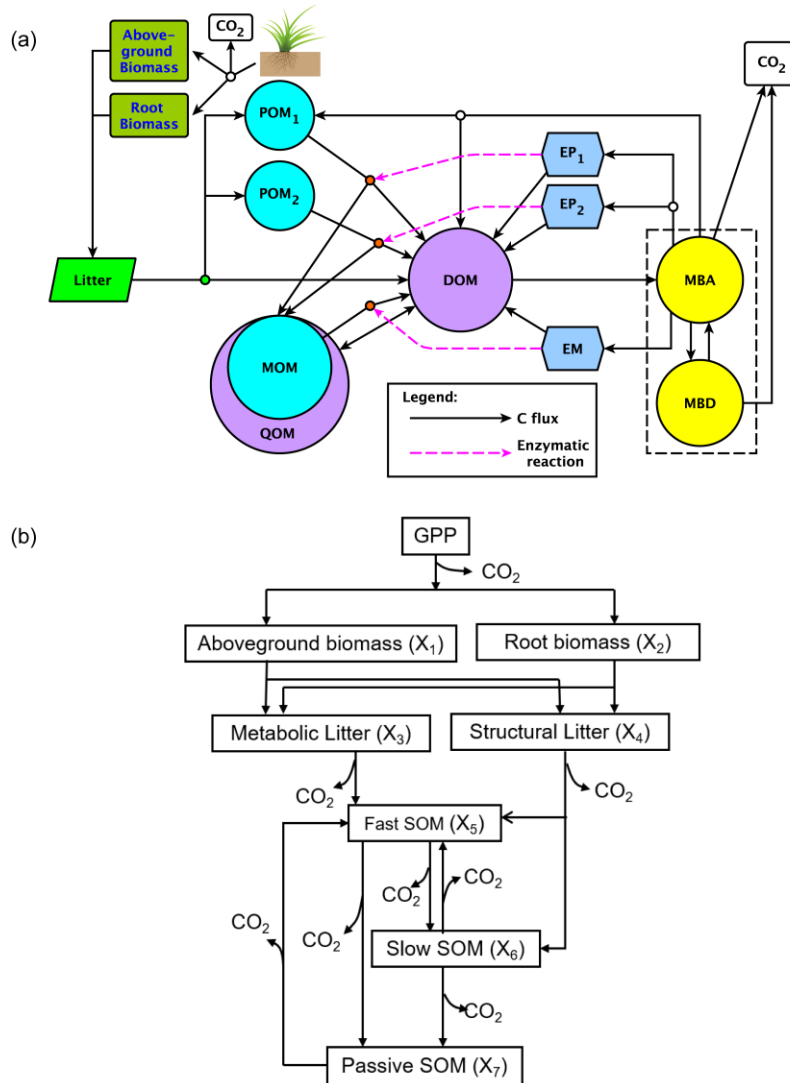 (a)
Above-
ground
Biomass
CO2
Root
Biomass
CO2
POM1
POM2
EP1
EP2
Litter
DOM
MBA
MOM
QOM
EM
MBD
Legend:
C flux
Enzymatic
reaction
(b)
GPP
CO2
Aboveground biomass (X1)
Root biomass (X2)
Metabolic Litter (X3)
Structural Litter (X4)
CO2
CO2
Fast SOM (X5)
CO2
CO2
CO2
CO2
Slow SOM (X6)
CO2
Passive SOM (X7)